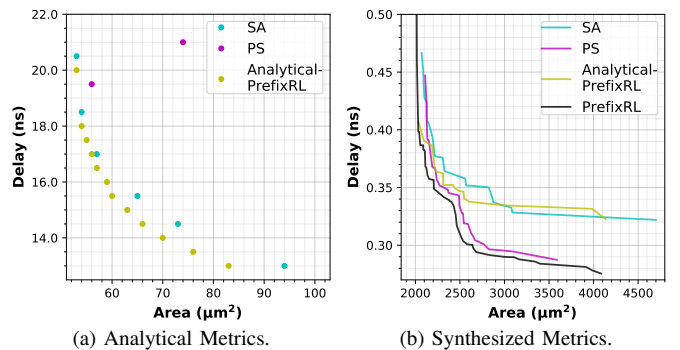 22.0
20.0
18.0
16.0
14.0
Delay (ns)
60
70
80
90
100
Area (μm²)
SA
PS
Analytical-
PrefixRL
(a) Analytical Metrics.
0.50
0.45
0.40
0.35
0.30
Delay (ns)
2000
2500
3000
3500
4000
4500
Area (μm²)
SA
PS
Analytical-
PrefixRL
PrefixRL
(b) Synthesized Metrics.